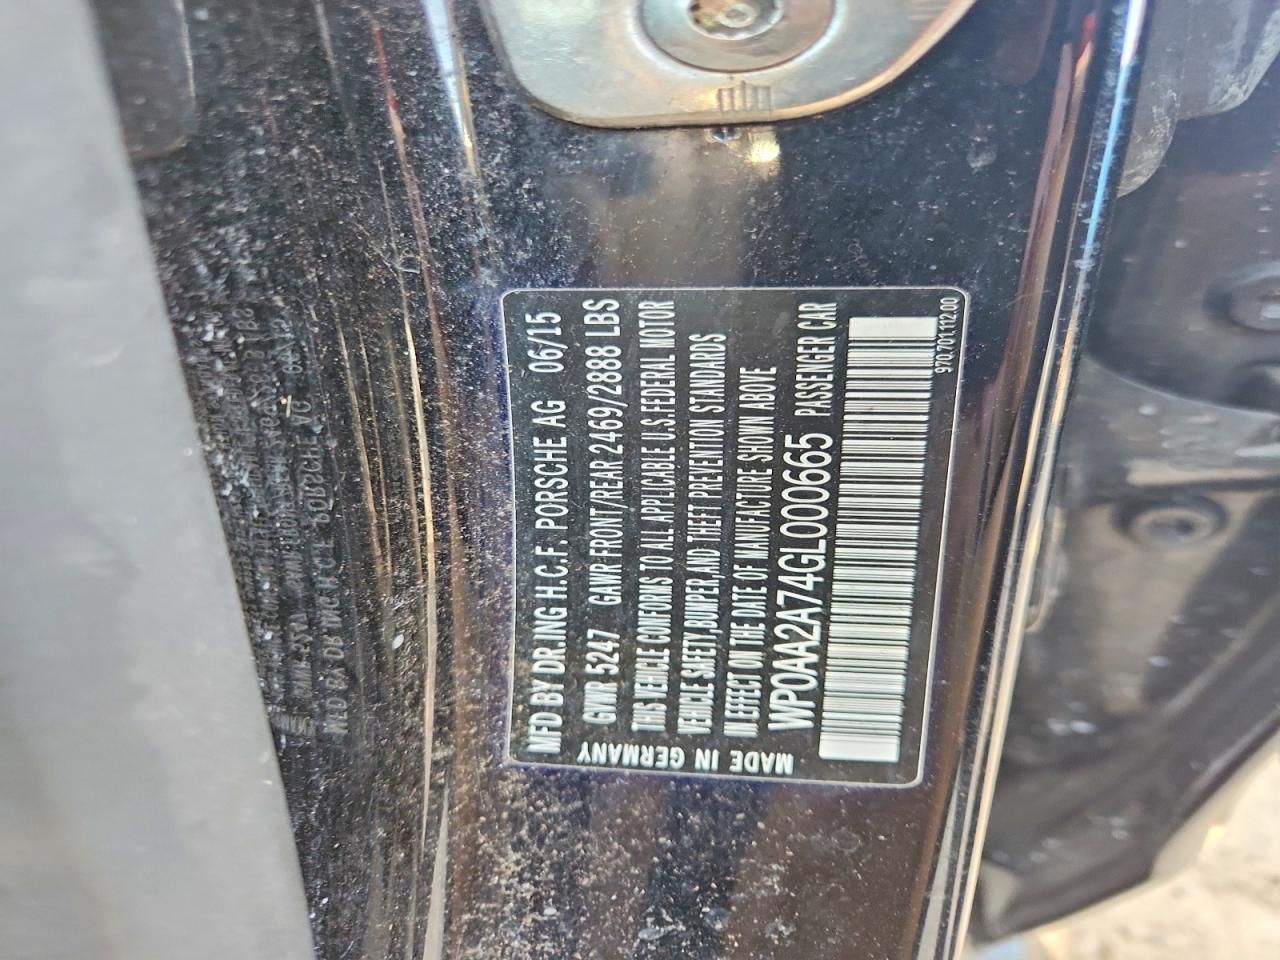 MFD BY DR.ING H.C.F. PORSCHE AG 06/15
GVWR 5247 GAWR FRONT/REAR 2469/2888 LBS
THIS VEHICLE CONFORMS TO ALL APPLICABLE U.S.FEDERAL MOTOR
VEHICLE SAFETY,BUMPER,AND THEFT PREVENTION STANDARDS
IN EFFECT ON THE DATE OF MANUFACTURE SHOWN ABOVE
WP0AA2A74GL000665 PASSENGER CAR
MADE IN GERMANY
970.701.112.00